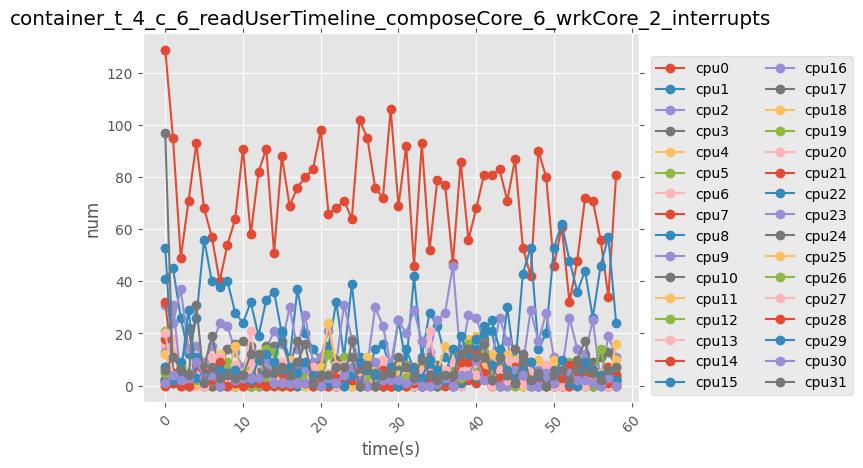 container_t_4_c_6_readUserTimeline_composeCore_6_wrkCore_2_interrupts
num
120
100
80
60
40
20
0
0
10
20
30
40
50
60
time(s)
cpu0
cpu1
cpu2
cpu3
cpu4
cpu5
cpu6
cpu7
cpu8
cpu9
cpu10
cpu11
cpu12
cpu13
cpu14
cpu15
cpu16
cpu17
cpu18
cpu19
cpu20
cpu21
cpu22
cpu23
cpu24
cpu25
cpu26
cpu27
cpu28
cpu29
cpu30
cpu31